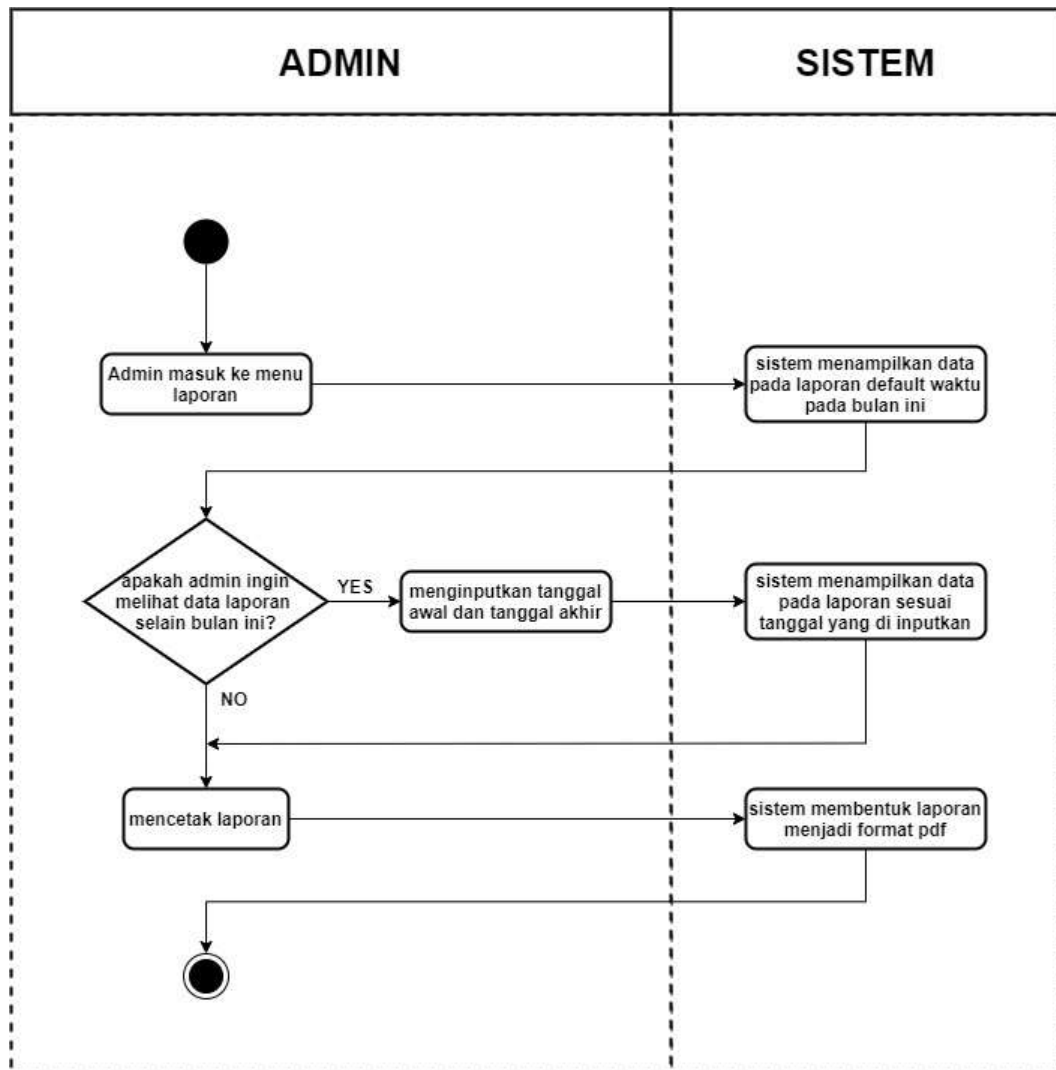 ADMIN
SISTEM
Admin masuk ke menu
laporan
sistem menampilkan data
pada laporan default waktu
pada bulan ini
apakah admin ingin
melihat data laporan
selain bulan ini?
YES
menginputkan tanggal
awal dan tanggal akhir
sistem menampilkan data
pada laporan sesuai
tanggal yang di inputkan
NO
mencetak laporan
sistem membentuk laporan
menjadi format pdf